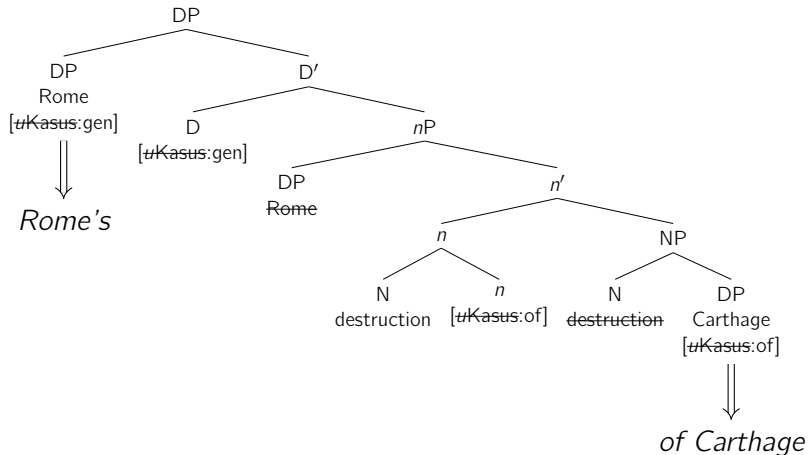 DP
DP D′
Rome
[uKasus:gen] D nP
[uKasus:gen]
Rome's DP n′
Rome
n NP
N n N DP
destruction [uKasus:of] destruction Carthage
[uKasus:of]
of Carthage